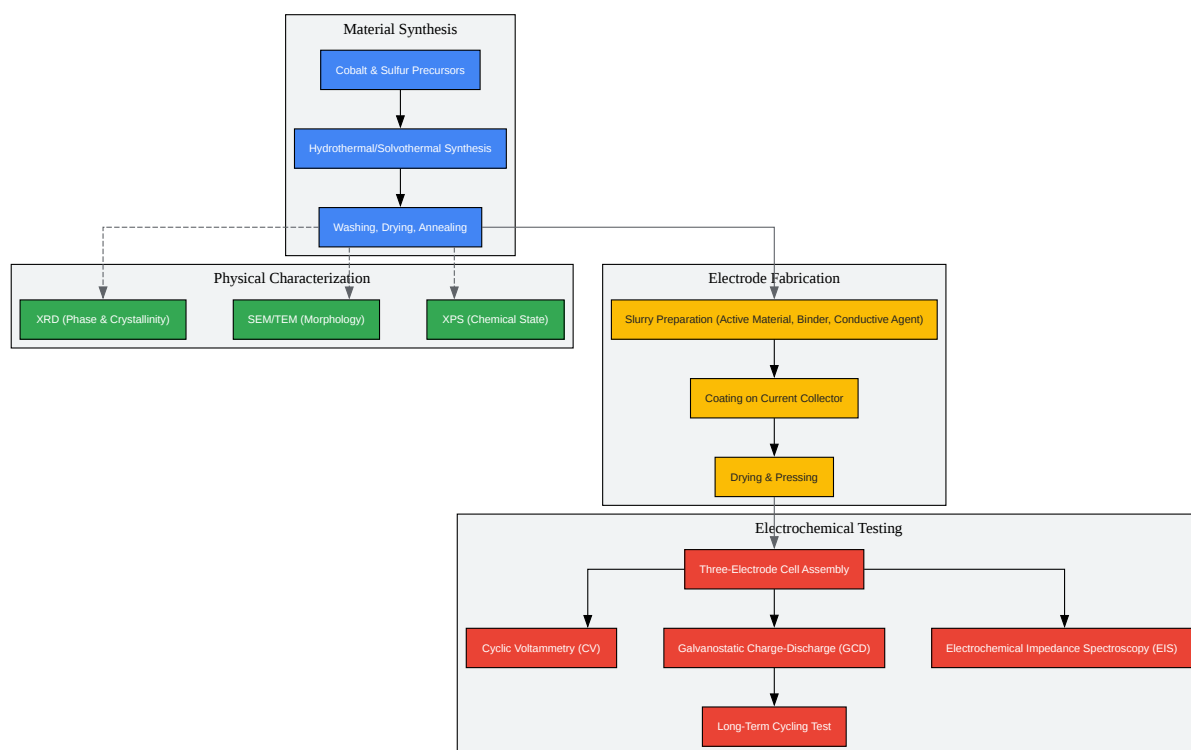 Material Synthesis
Cobalt & Sulfur Precursors
Hydrothermal/Solvothermal Synthesis
Washing, Drying, Annealing
Physical Characterization
XRD (Phase & Crystallinity)
SEM/TEM (Morphology)
XPS (Chemical State)
Electrode Fabrication
Slurry Preparation (Active Material, Binder, Conductive Agent)
Coating on Current Collector
Drying & Pressing
Electrochemical Testing
Three-Electrode Cell Assembly
Cyclic Voltammetry (CV)
Galvanostatic Charge-Discharge (GCD)
Electrochemical Impedance Spectroscopy (EIS)
Long-Term Cycling Test